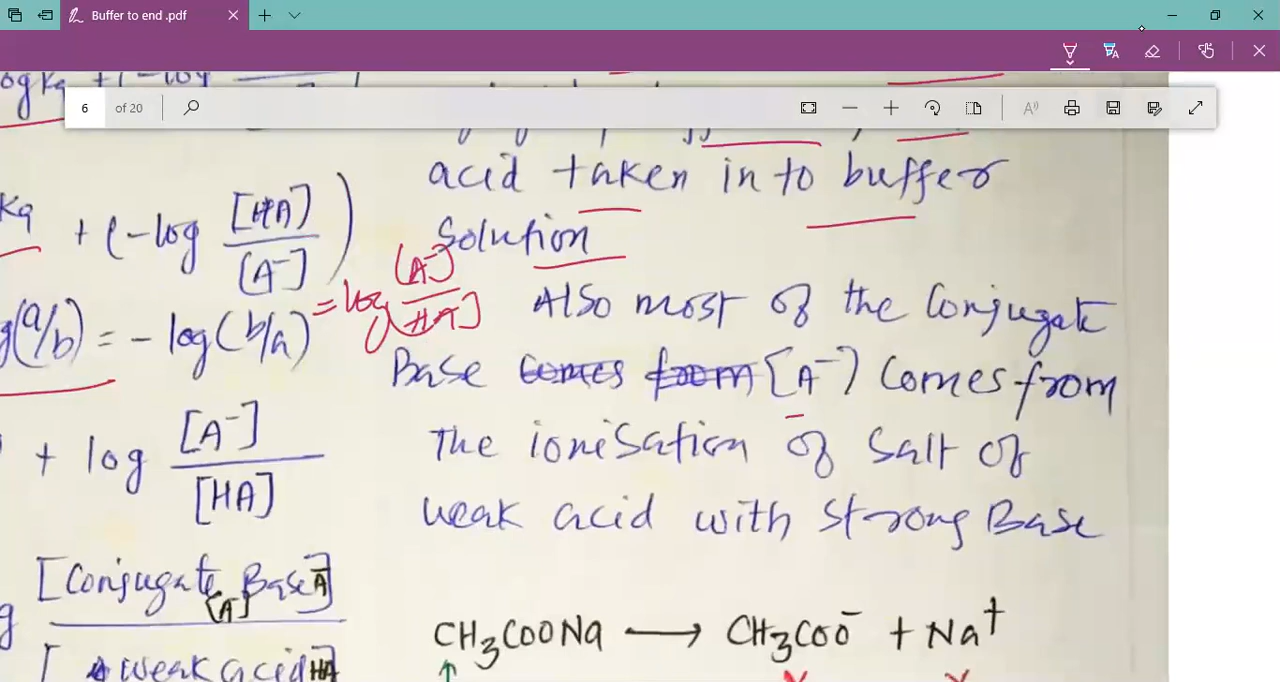 Buffer to end .pdf
6 of 20
acid taken in to buffer
Solution
+ (-log [HA]
[A⁻] )
= log [A⁻]
[HA]
(a/b) = - log (b/a)
+ log [A⁻]
[HA]
[Conjugate Base A]
[A]
[weak acid HA]
Also most of the Conjugate
Base comes from [A⁻) Comes from
The ionisation of Salt of
weak acid with strong Base
CH₃COONa ⟶ CH₃COO⁻ + Na⁺